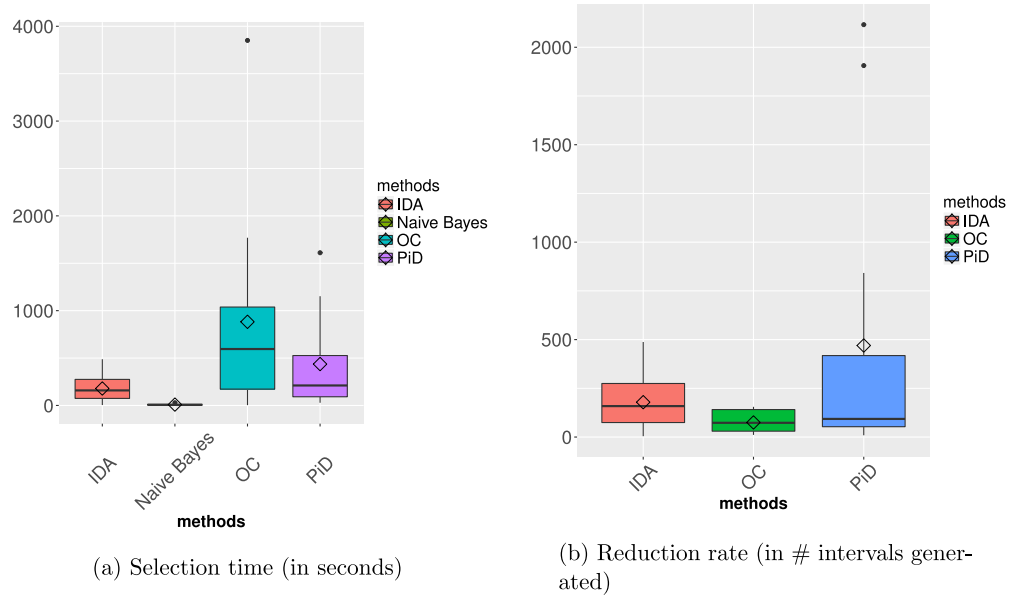 4000
3000
2000
1000
0
IDA
Naive Bayes
OC
PiD
methods
methods
IDA
Naive Bayes
OC
PiD
(a) Selection time (in seconds)
2000
1500
1000
500
0
IDA
OC
PiD
methods
methods
IDA
OC
PiD
(b) Reduction rate (in # intervals gener-
ated)